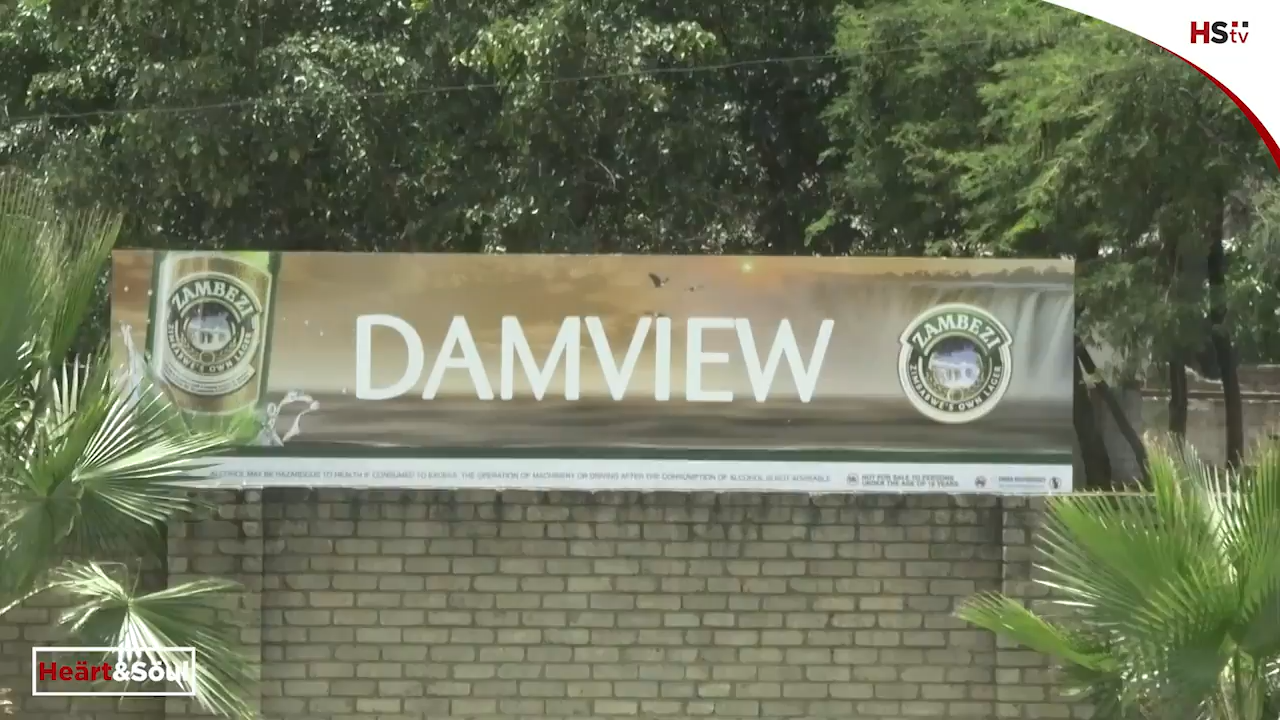 HStv
ZAMBEZI
ZIMBABWE'S OWN LAGER
DAMVIEW
ZAMBEZI
ZIMBABWE'S OWN LAGER
ALCOHOL MAY BE HAZARDOUS TO HEALTH IF CONSUMED TO EXCESS. THE OPERATION OF MACHINERY OR DRIVING AFTER THE CONSUMPTION OF ALCOHOL IS NOT ADVISABLE
NOT FOR SALE TO PERSONS
UNDER THE AGE OF 18 YEARS
Heärt&Söul